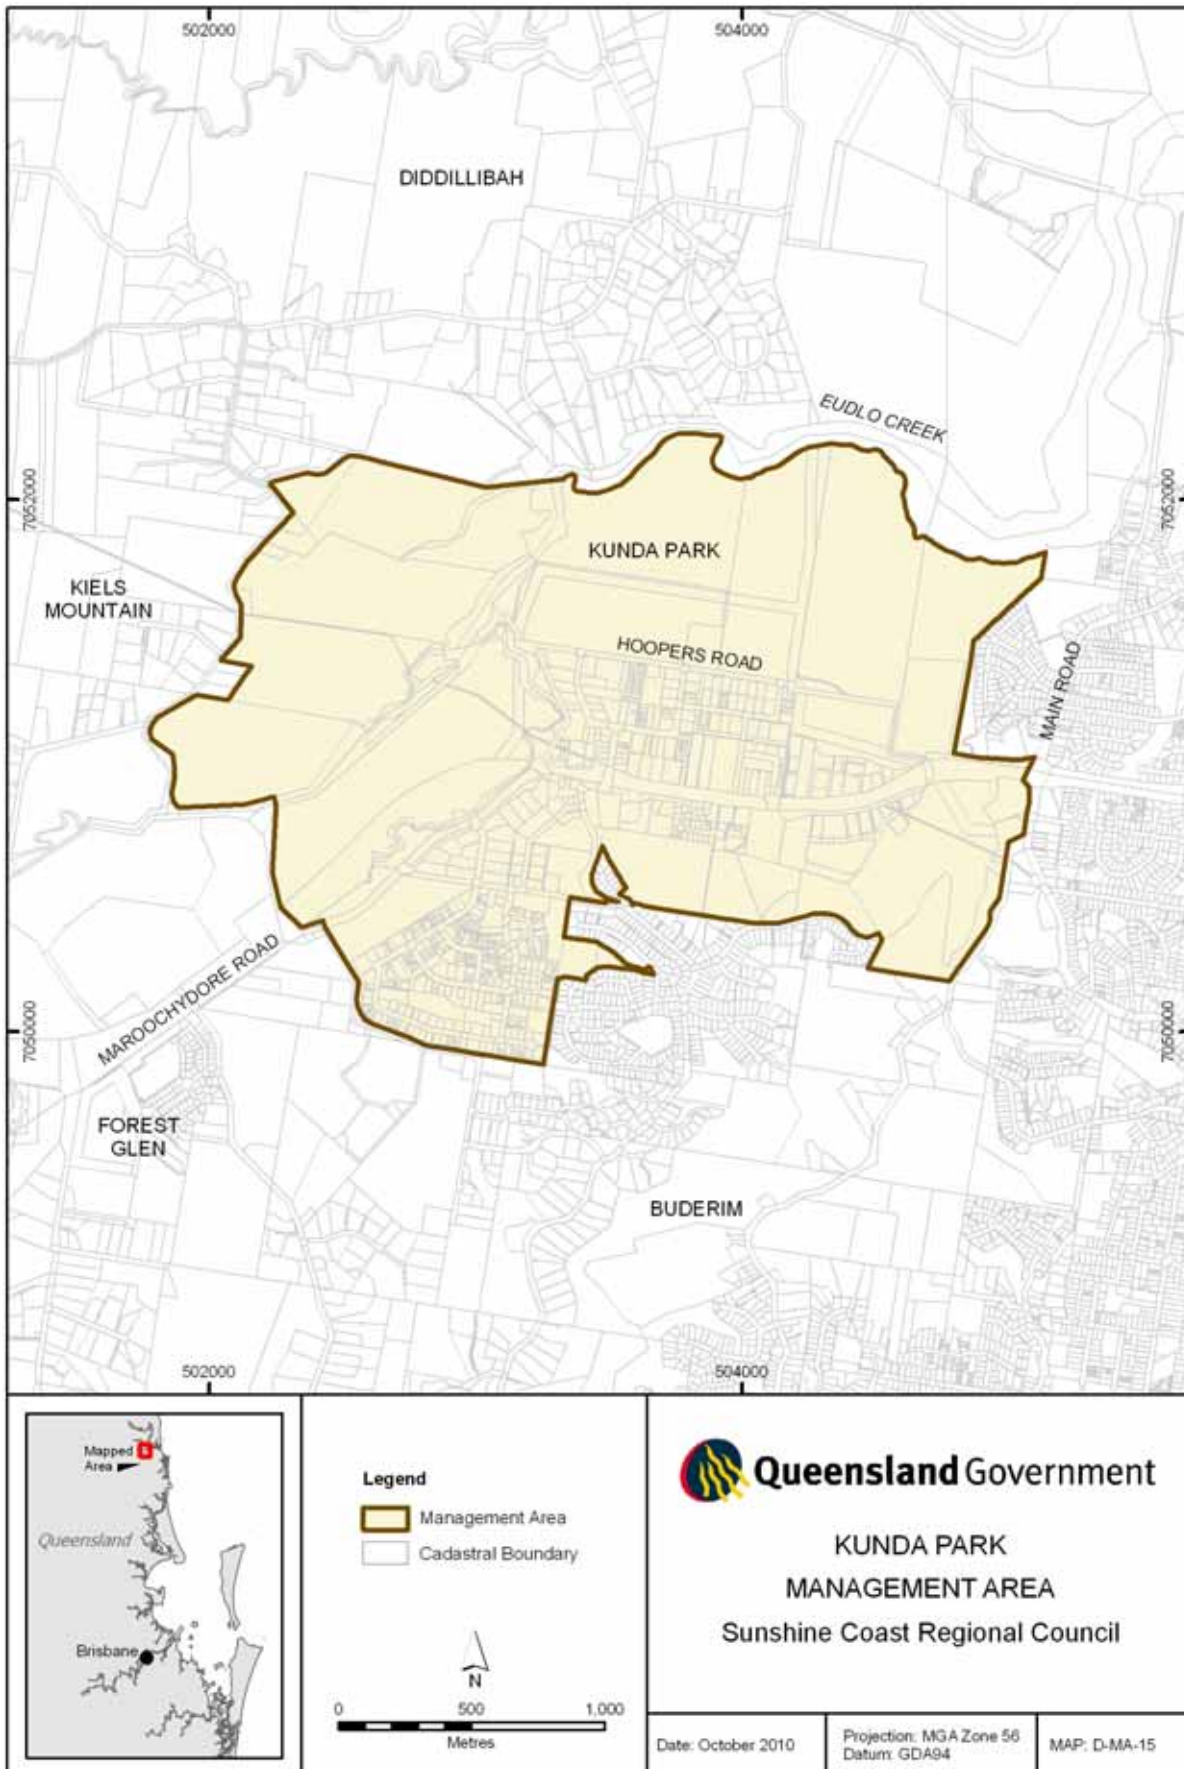 502000
504000
DIDDILLIBAH
EUDLO CREEK
7052000
7052000
KUNDA PARK
KIELS
MOUNTAIN
HOOPERS ROAD
MAIN ROAD
MAROOCHYDORE ROAD
7050000
7050000
FOREST
GLEN
BUDERIM
502000
504000
Mapped
Area
Queensland
Brisbane
Legend
Management Area
Cadastral Boundary
N
0 500 1,000
Metres
Queensland Government
KUNDA PARK
MANAGEMENT AREA
Sunshine Coast Regional Council
Date: October 2010
Projection: MGA Zone 56
Datum: GDA94
MAP: D-MA-15